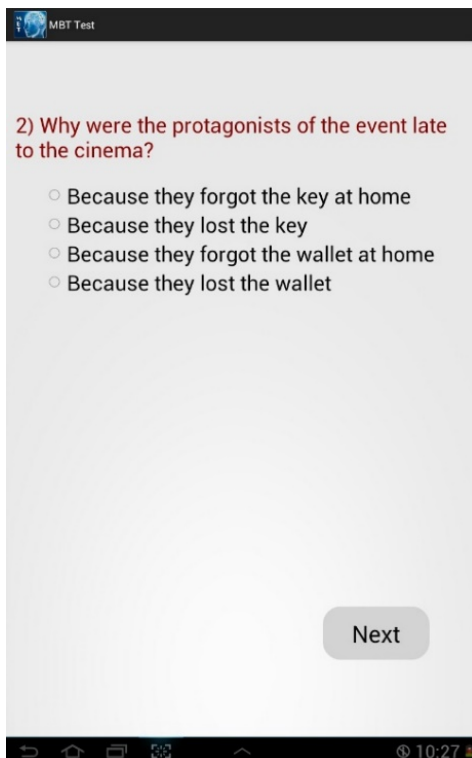 MBT Test
2) Why were the protagonists of the event late
to the cinema?
Because they forgot the key at home
Because they lost the key
Because they forgot the wallet at home
Because they lost the wallet
Next
10:27